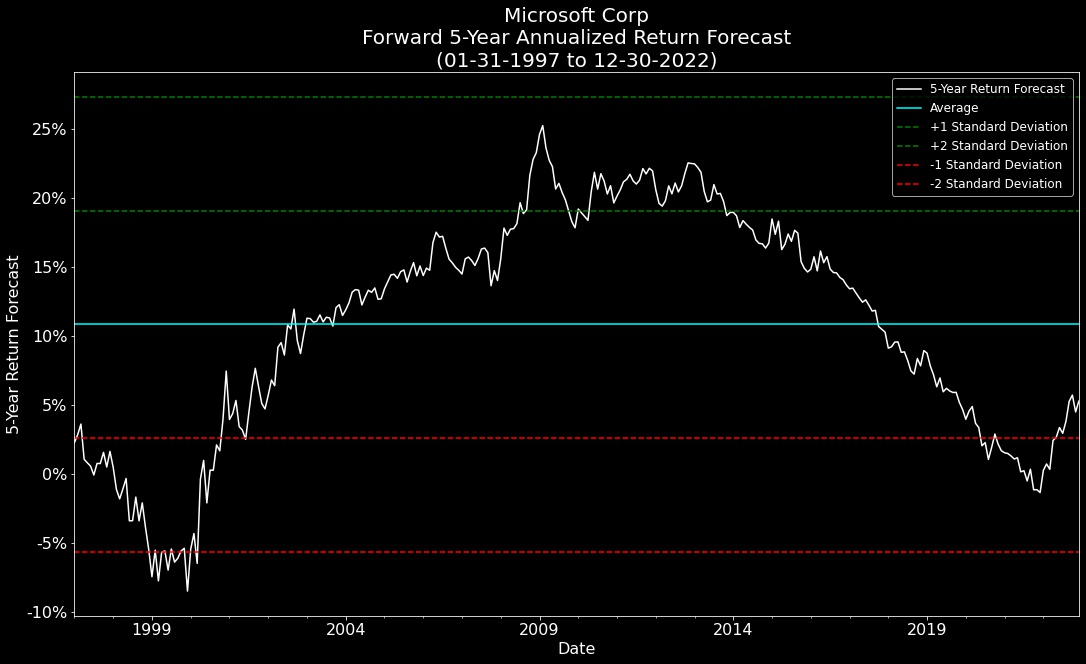 Microsoft Corp
Forward 5-Year Annualized Return Forecast
(01-31-1997 to 12-30-2022)
5-Year Return Forecast
Average
+1 Standard Deviation
+2 Standard Deviation
-1 Standard Deviation
-2 Standard Deviation
25%
20%
15%
10%
5%
0%
-5%
-10%
5-Year Return Forecast
1999
2004
2009
2014
2019
Date